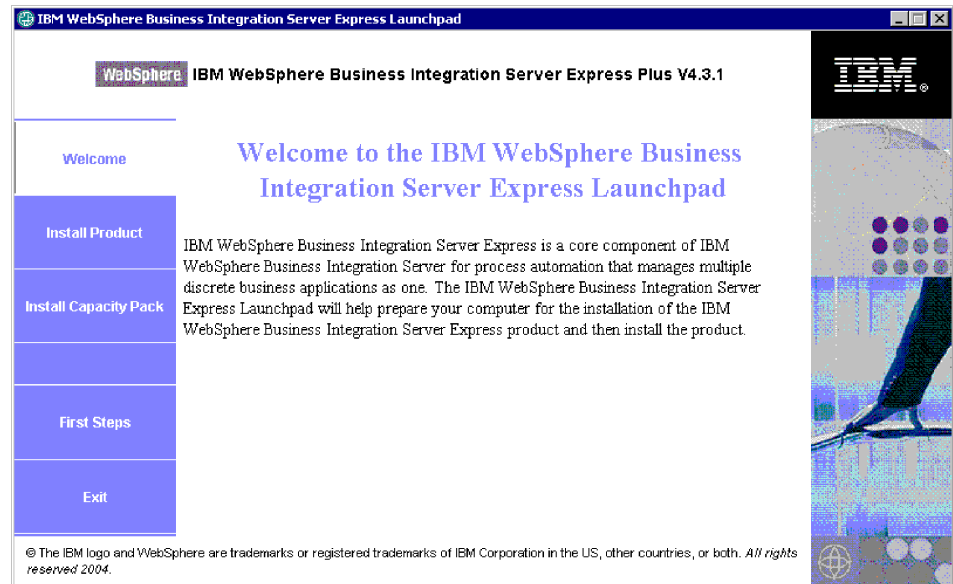 IBM WebSphere Business Integration Server Express Launchpad
WebSphere IBM WebSphere Business Integration Server Express Plus V4.3.1
IBM®
Welcome
Install Product
Install Capacity Pack
First Steps
Exit
Welcome to the IBM WebSphere Business
Integration Server Express Launchpad
IBM WebSphere Business Integration Server Express is a core component of IBM
WebSphere Business Integration Server for process automation that manages multiple
discrete business applications as one. The IBM WebSphere Business Integration Server
Express Launchpad will help prepare your computer for the installation of the IBM
WebSphere Business Integration Server Express product and then install the product.
© The IBM logo and WebSphere are trademarks or registered trademarks of IBM Corporation in the US, other countries, or both. All rights
reserved 2004.